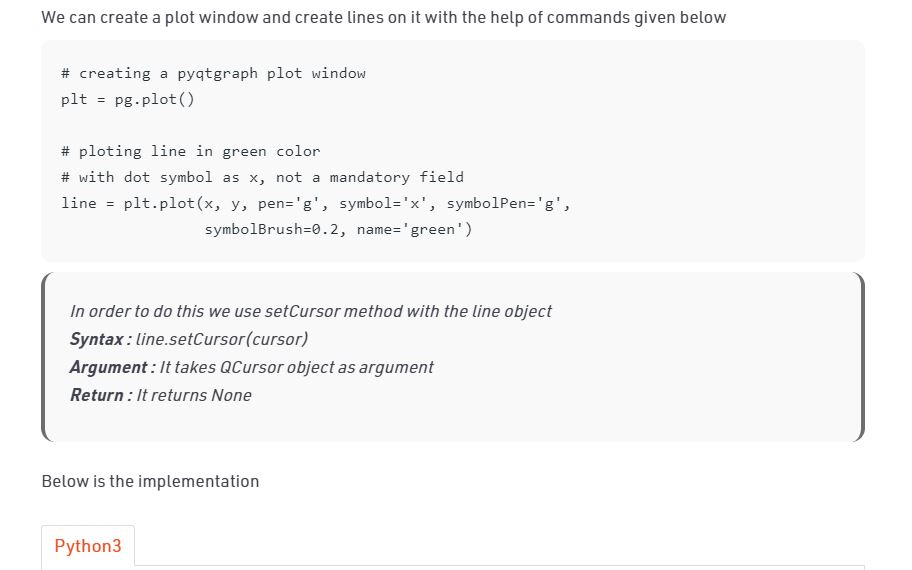 We can create a plot window and create lines on it with the help of commands given below
# creating a pyqtgraph plot window
plt = pg.plot()
# ploting line in green color
# with dot symbol as x, not a mandatory field
line = plt.plot(x, y, pen='g', symbol='x', symbolPen='g',
symbolBrush=0.2, name='green')
In order to do this we use setCursor method with the line object
Syntax : line.setCursor(cursor)
Argument : It takes QCursor object as argument
Return : It returns None
Below is the implementation
Python3